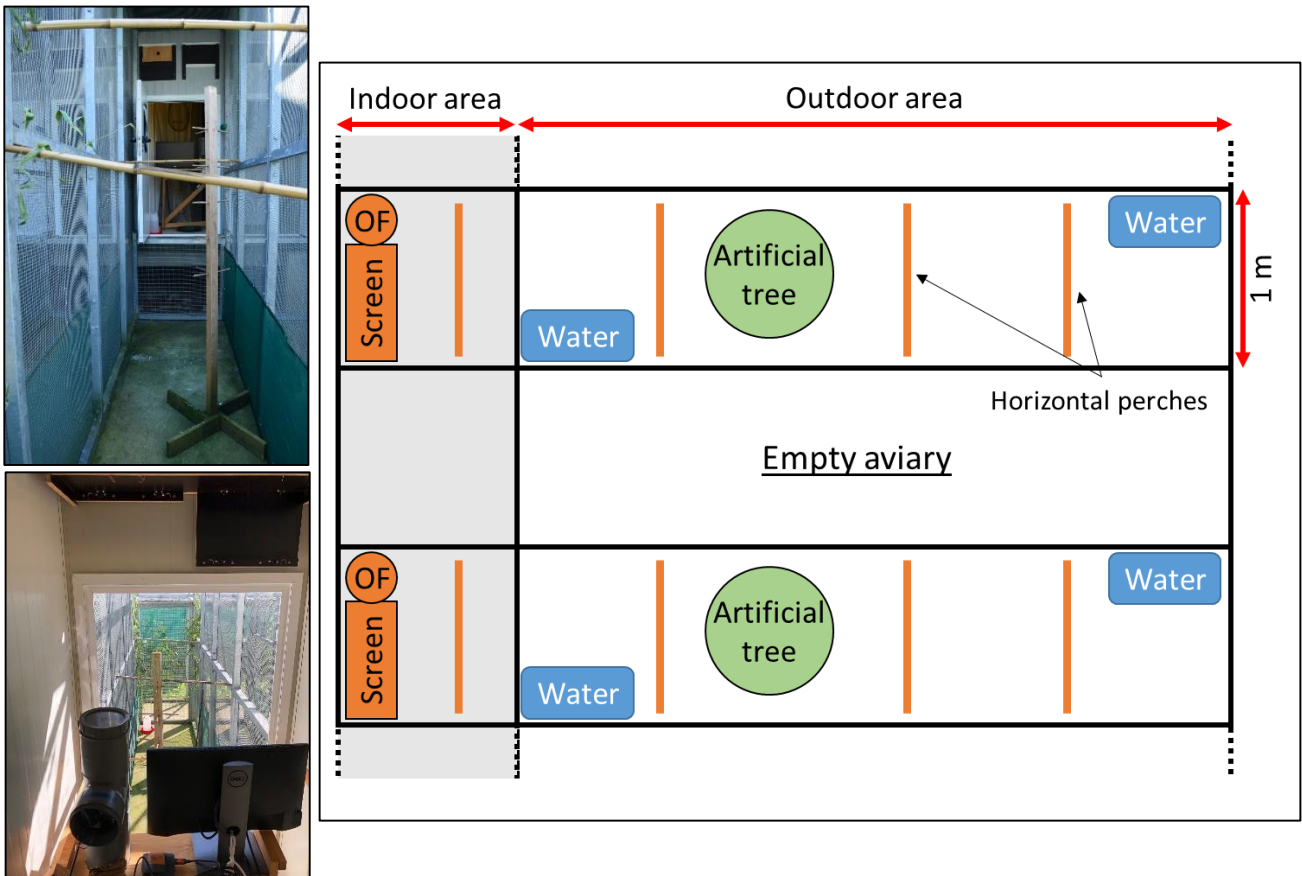 Indoor area
Outdoor area
OF
Screen
Water
Artificial
tree
Water
1 m
Horizontal perches
Empty aviary
OF
Screen
Water
Artificial
tree
Water
DELL